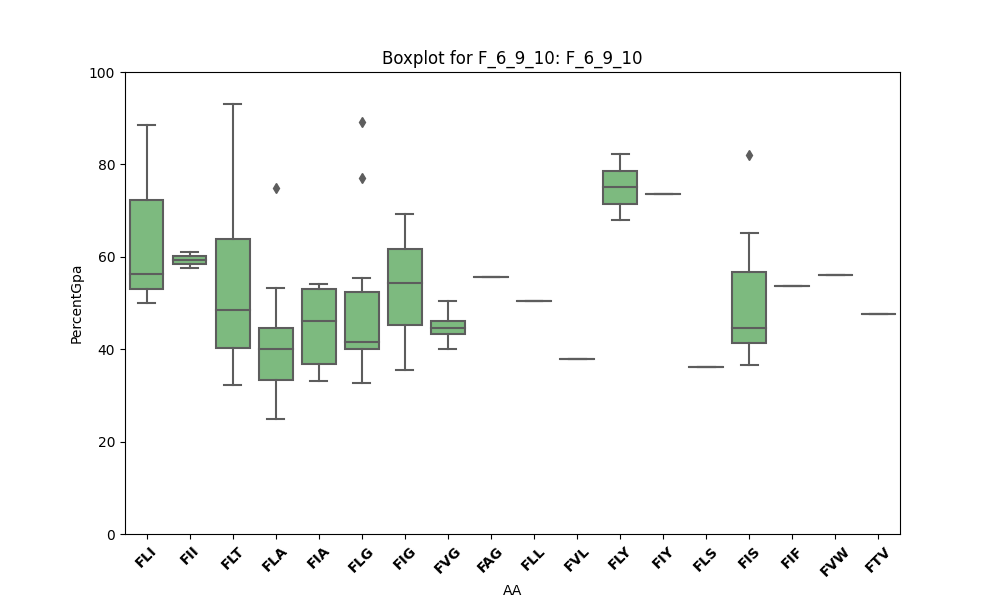 Boxplot for F_6_9_10: F_6_9_10
100
80
60
40
20
0
PercentGpa
FLI FII FLT FLA FIA FLG FIG FVG FAG FLL FVL FLY FIY FLS FIS FIF FVW FTV
AA